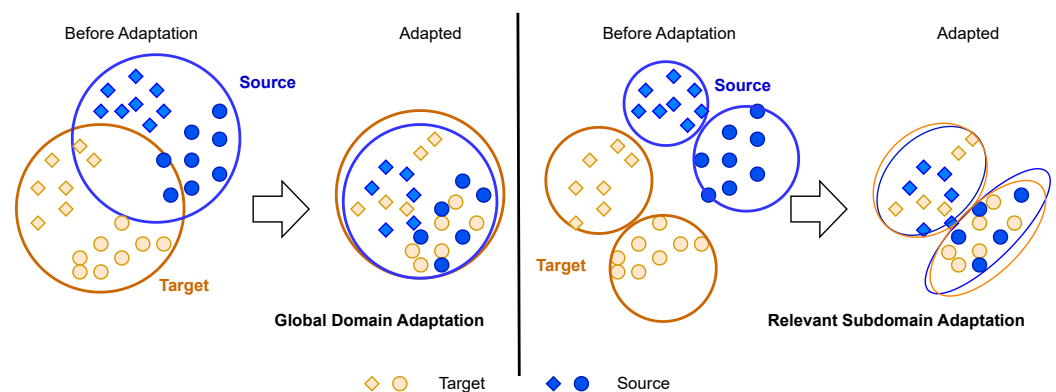 Before Adaptation
Adapted
Source
Target
Global Domain Adaptation
Before Adaptation
Adapted
Source
Target
Relevant Subdomain Adaptation
Target
Source